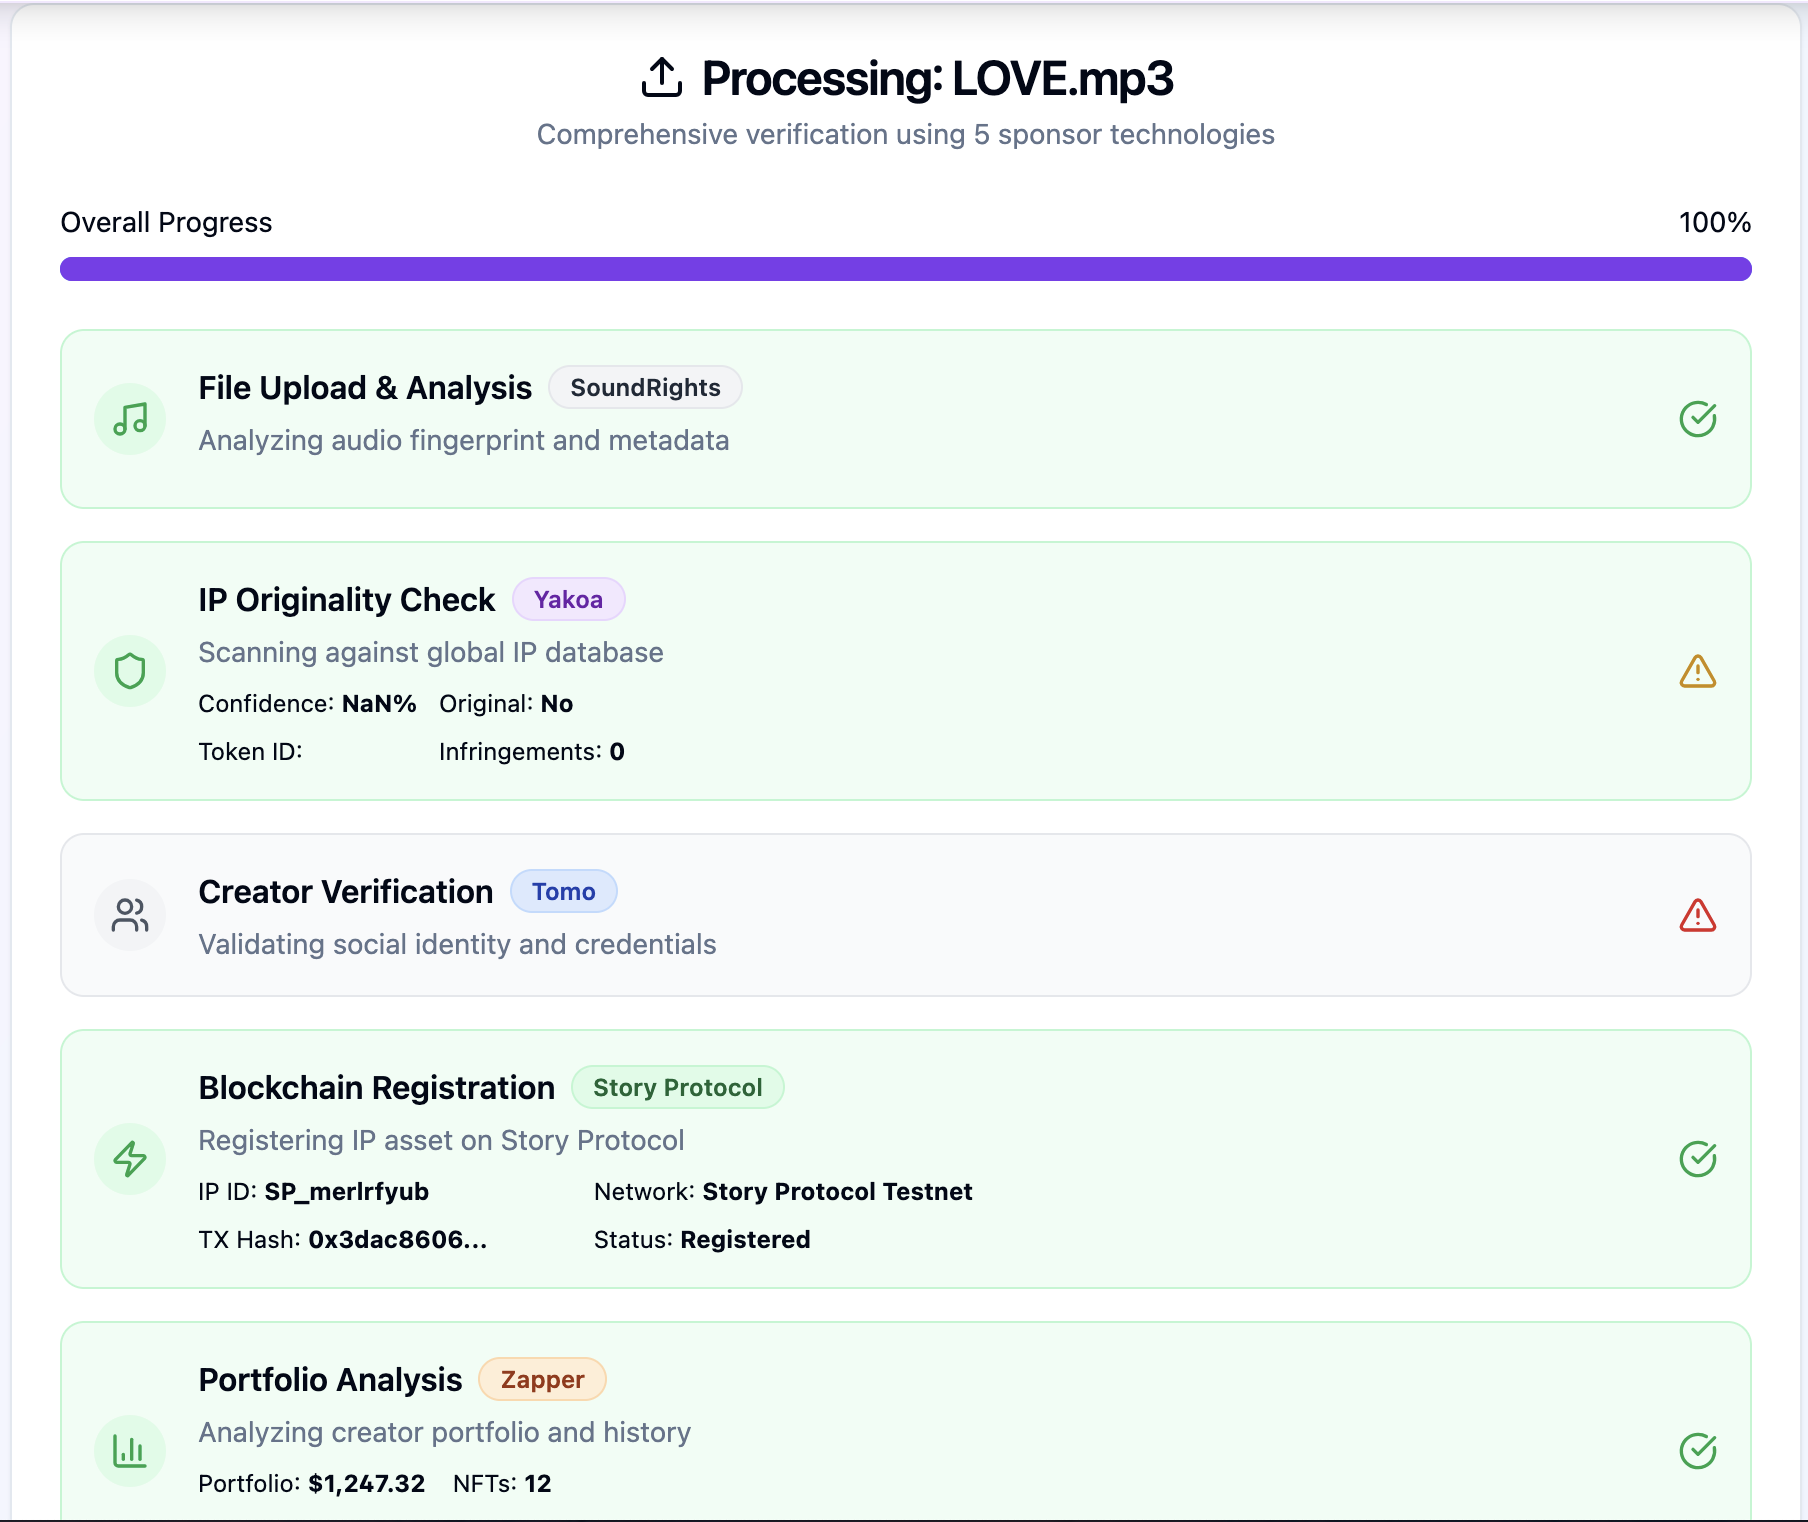 Processing: LOVE.mp3
Comprehensive verification using 5 sponsor technologies
Overall Progress 100%
File Upload & Analysis SoundRights
Analyzing audio fingerprint and metadata
IP Originality Check Yakoa
Scanning against global IP database
Confidence: NaN% Original: No
Token ID: Infringements: 0
Creator Verification Tomo
Validating social identity and credentials
Blockchain Registration Story Protocol
Registering IP asset on Story Protocol
IP ID: SP_merlrfyub Network: Story Protocol Testnet
TX Hash: 0x3dac8606... Status: Registered
Portfolio Analysis Zapper
Analyzing creator portfolio and history
Portfolio: $1,247.32 NFTs: 12